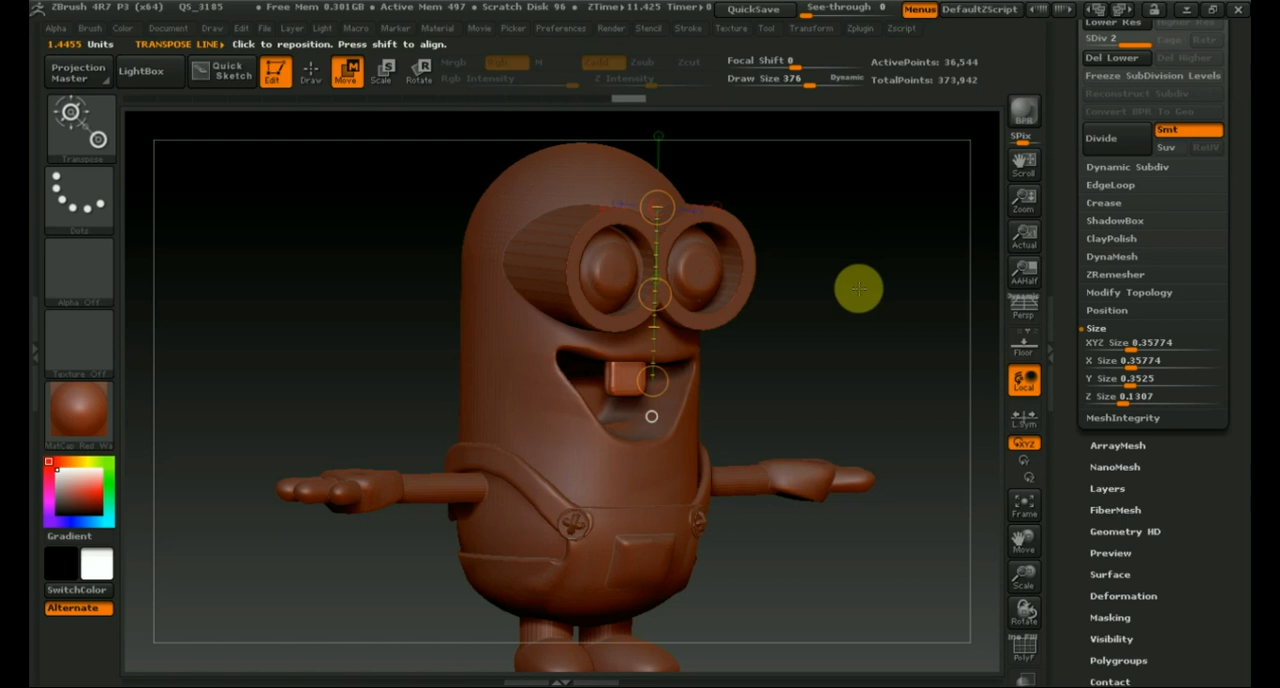 ZBrush 4R7 P3 (x64) QS_3185 • Free Mem 0.301GB • Active Mem 497 • Scratch Disk 96 • ZTime▸11.425 Timer▸0 QuickSave See-through 0 Menus DefaultZScript
Alpha Brush Color Document Draw Edit File Layer Light Macro Marker Material Movie Picker Preferences Render Stencil Stroke Texture Tool Transform Zplugin Zscript
1.4455 Units TRANSPOSE LINE▸ Click to reposition. Press shift to align.
Projection Master
LightBox
Quick Sketch
Edit
Draw
Move
Scale
Rotate
Mrgb Rgb M
Rgb Intensity
Zadd Zsub Zcut
Z Intensity
Focal Shift 0
Draw Size 376 Dynamic
ActivePoints: 36,544
TotalPoints: 373,942
Transpose
Dots
Alpha Off
Texture Off
MatCap Red Wa
Gradient
SwitchColor
Alternate
BPR
SPix
Scroll
Zoom
Actual
AAHalf
Dynamic
Persp
Floor
Local
L.Sym
XYZ
Frame
Move
Scale
Rotate
Line Fill
PolyF
Lower Res Higher Res
SDiv 2 Cage Rstr
Del Lower Del Higher
Freeze SubDivision Levels
Reconstruct Subdiv
Convert BPR To Geo
Divide
Smt
Suv ReUV
Dynamic Subdiv
EdgeLoop
Crease
ShadowBox
ClayPolish
DynaMesh
ZRemesher
Modify Topology
Position
Size
XYZ Size 0.35774
X Size 0.35774
Y Size 0.3525
Z Size 0.1307
MeshIntegrity
ArrayMesh
NanoMesh
Layers
FiberMesh
Geometry HD
Preview
Surface
Deformation
Masking
Visibility
Polygroups
Contact